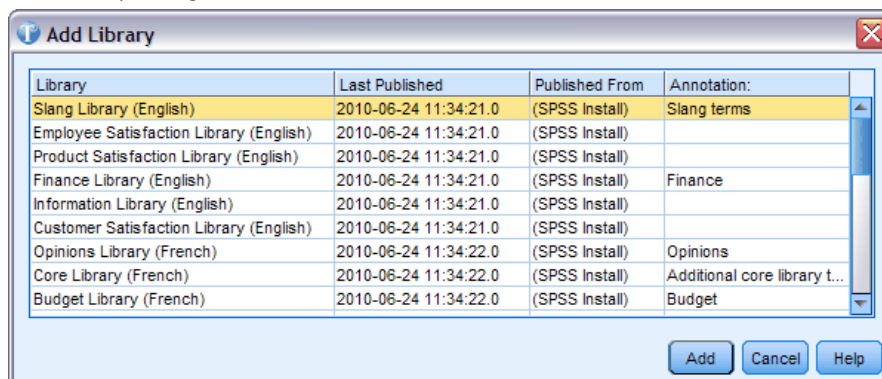 Add Library
Library Last Published Published From Annotation:
Slang Library (English) 2010-06-24 11:34:21.0 (SPSS Install) Slang terms
Employee Satisfaction Library (English) 2010-06-24 11:34:21.0 (SPSS Install)
Product Satisfaction Library (English) 2010-06-24 11:34:21.0 (SPSS Install)
Finance Library (English) 2010-06-24 11:34:21.0 (SPSS Install) Finance
Information Library (English) 2010-06-24 11:34:21.0 (SPSS Install)
Customer Satisfaction Library (English) 2010-06-24 11:34:21.0 (SPSS Install)
Opinions Library (French) 2010-06-24 11:34:22.0 (SPSS Install) Opinions
Core Library (French) 2010-06-24 11:34:22.0 (SPSS Install) Additional core library t...
Budget Library (French) 2010-06-24 11:34:22.0 (SPSS Install) Budget
Add Cancel Help